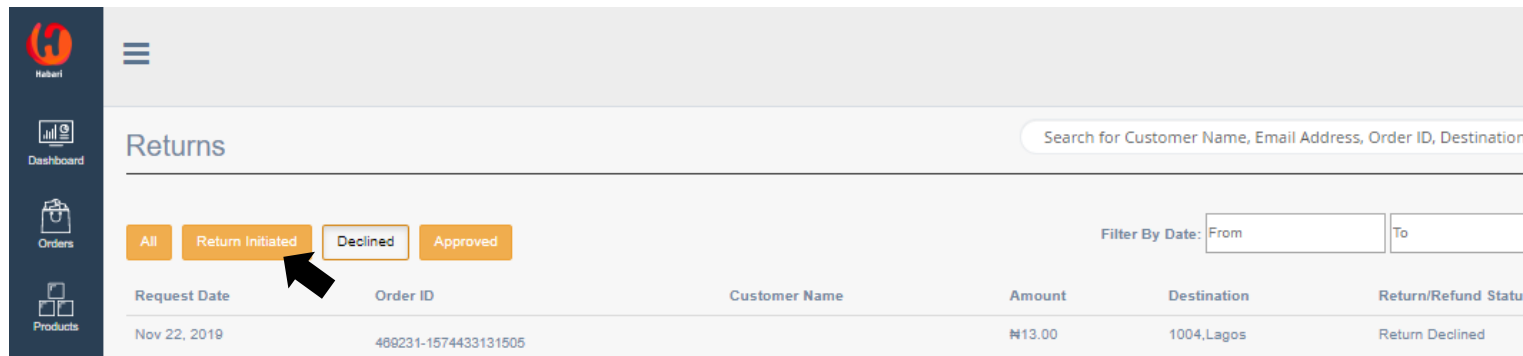 Habari
Dashboard
Orders
Products
Returns
Search for Customer Name, Email Address, Order ID, Destination
All Return Initiated Declined Approved
Filter By Date: From To
Request Date Order ID Customer Name Amount Destination Return/Refund Statu
Nov 22, 2019 469231-1574433131505 ₦13.00 1004,Lagos Return Declined